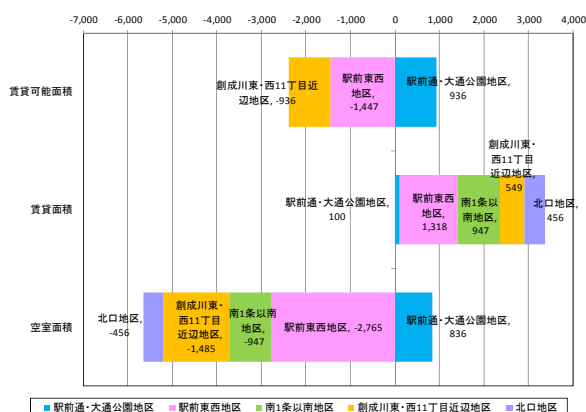 -7,000 -6,000 -5,000 -4,000 -3,000 -2,000 -1,000 0 1,000 2,000 3,000 4,000
賃貸可能面積
創成川東・西11丁目近
辺地区, -936
駅前東西
地区,
-1,447
駅前通・大通公園地区,
936
賃貸面積
駅前通・大通公園地区,
100
駅前東西
地区,
1,318
南1条以
南地区,
947
創成川東・
西11丁目
近辺地区,
549
北口地区,
456
空室面積
北口地区,
-456
創成川東・
西11丁目
近辺地区,
-1,485
南1条以南
地区,
-947
駅前東西地区, -2,765
駅前通・大通公園地区,
836
駅前通・大通公園地区 駅前東西地区 南1条以南地区 創成川東・西11丁目近辺地区 北口地区